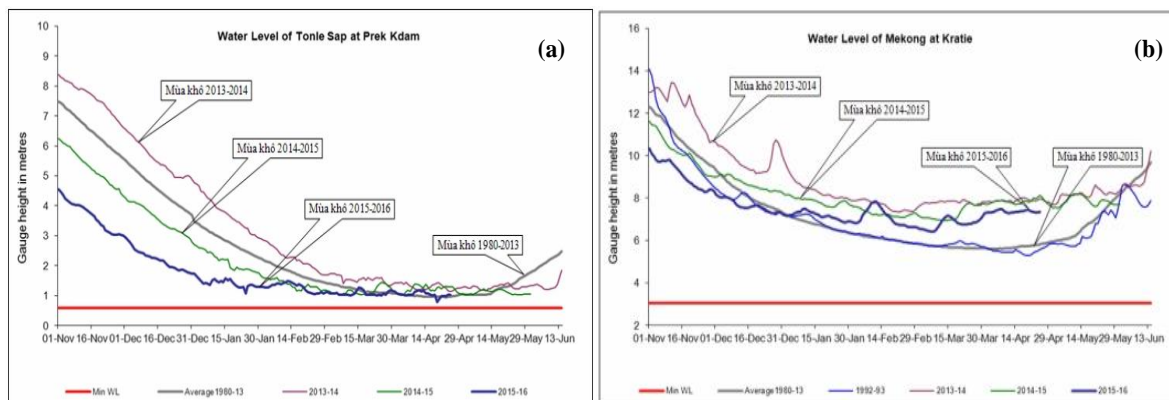 Water Level of Tonle Sap at Prek Kdam
(a)
Gauge height in metres
10
9
8
7
6
5
4
3
2
1
0
Mùa khô 2013-2014
Mùa khô 2014-2015
Mùa khô 2015-2016
Mùa khô 1980-2013
01-Nov 16-Nov 01-Dec 16-Dec 31-Dec 15-Jan 30-Jan 14-Feb 29-Feb 15-Mar 30-Mar 14-Apr 29-Apr 14-May 29-May 13-Jun
Min WL Average1980-13 2013-14 2014-15 2015-16
Water Level of Mekong at Kratie
(b)
Gauge height in metres
16
14
12
10
8
6
4
2
Mùa khô 2013-2014
Mùa khô 2014-2015
Mùa khô 2015-2016
Mùa khô 1980-2013
01-Nov 16-Nov 01-Dec 16-Dec 31-Dec 15-Jan 30-Jan 14-Feb 29-Feb 15-Mar 30-Mar 14-Apr 29-Apr 14-May 29-May 13-Jun
Min WL Average1980-13 1992-93 2013-14 2014-15 2015-16